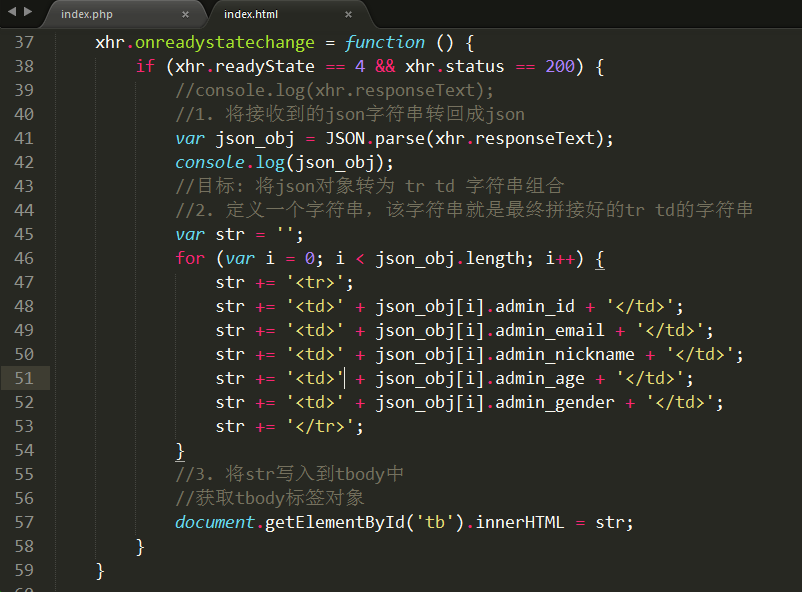 index.php × index.html ×
37 xhr.onreadystatechange = function () {
38 if (xhr.readyState == 4 && xhr.status == 200) {
39 //console.log(xhr.responseText);
40 //1. 将接收到的json字符串转回成json
41 var json_obj = JSON.parse(xhr.responseText);
42 console.log(json_obj);
43 //目标: 将json对象转为 tr td 字符串组合
44 //2. 定义一个字符串，该字符串就是最终拼接好的tr td的字符串
45 var str = '';
46 for (var i = 0; i < json_obj.length; i++) {
47 str += '<tr>';
48 str += '<td>' + json_obj[i].admin_id + '</td>';
49 str += '<td>' + json_obj[i].admin_email + '</td>';
50 str += '<td>' + json_obj[i].admin_nickname + '</td>';
51 str += '<td>' + json_obj[i].admin_age + '</td>';
52 str += '<td>' + json_obj[i].admin_gender + '</td>';
53 str += '</tr>';
54 }
55 //3. 将str写入到tbody中
56 //获取tbody标签对象
57 document.getElementById('tb').innerHTML = str;
58 }
59 }